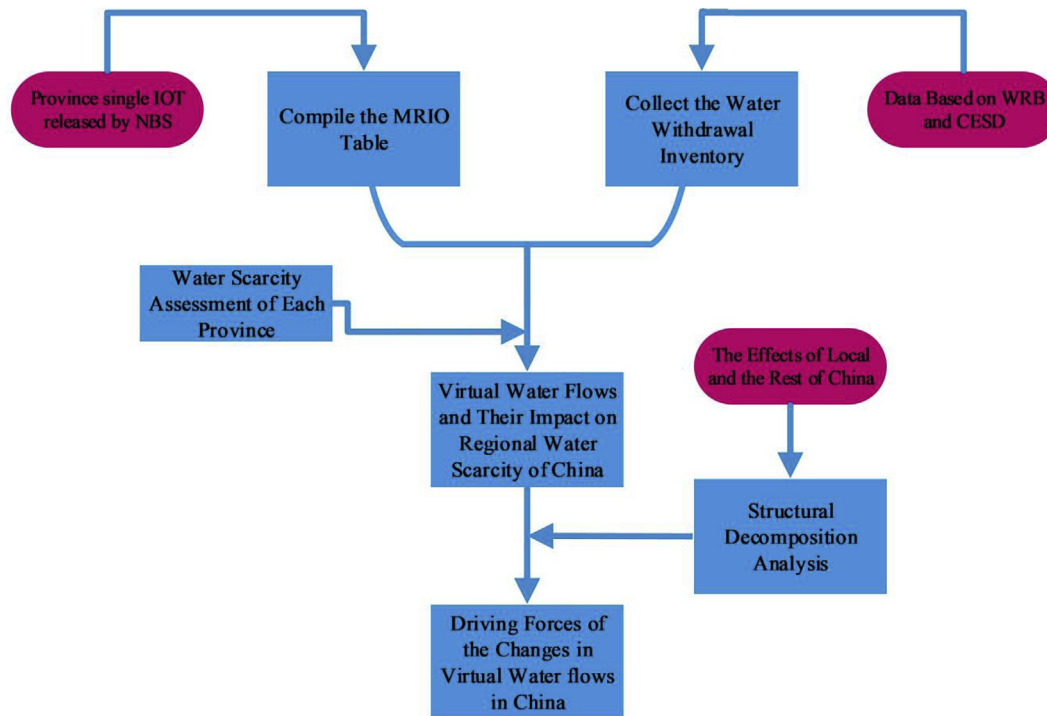 Province single IOT
released by NBS
Compile the MRIO
Table
Collect the Water
Withdrawal
Inventory
Data Based on WRB
and CESD
Water Scarcity
Assessment of Each
Province
The Effects of Local
and the Rest of China
Virtual Water Flows
and Their Impact on
Regional Water
Scarcity of China
Structural
Decomposition
Analysis
Driving Forces of
the Changes in
Virtual Water flows
in China